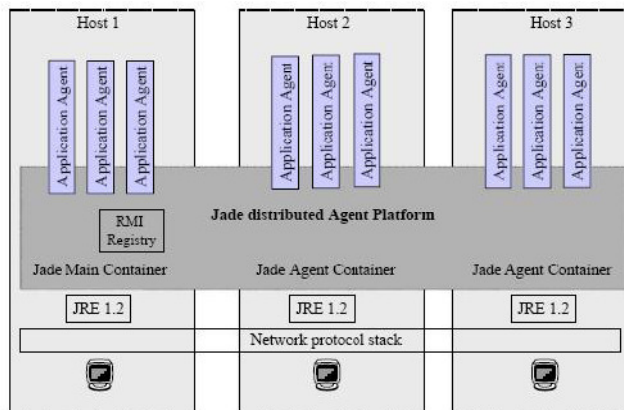 Host 1
Host 2
Host 3
Application Agent
Application Agent
Application Agent
Application Agent
Application Agent
Application Agent
Application Agent
Application Agent
Application Agent
Jade distributed Agent Platform
RMI
Registry
Jade Main Container
Jade Agent Container
Jade Agent Container
JRE 1.2
JRE 1.2
JRE 1.2
Network protocol stack